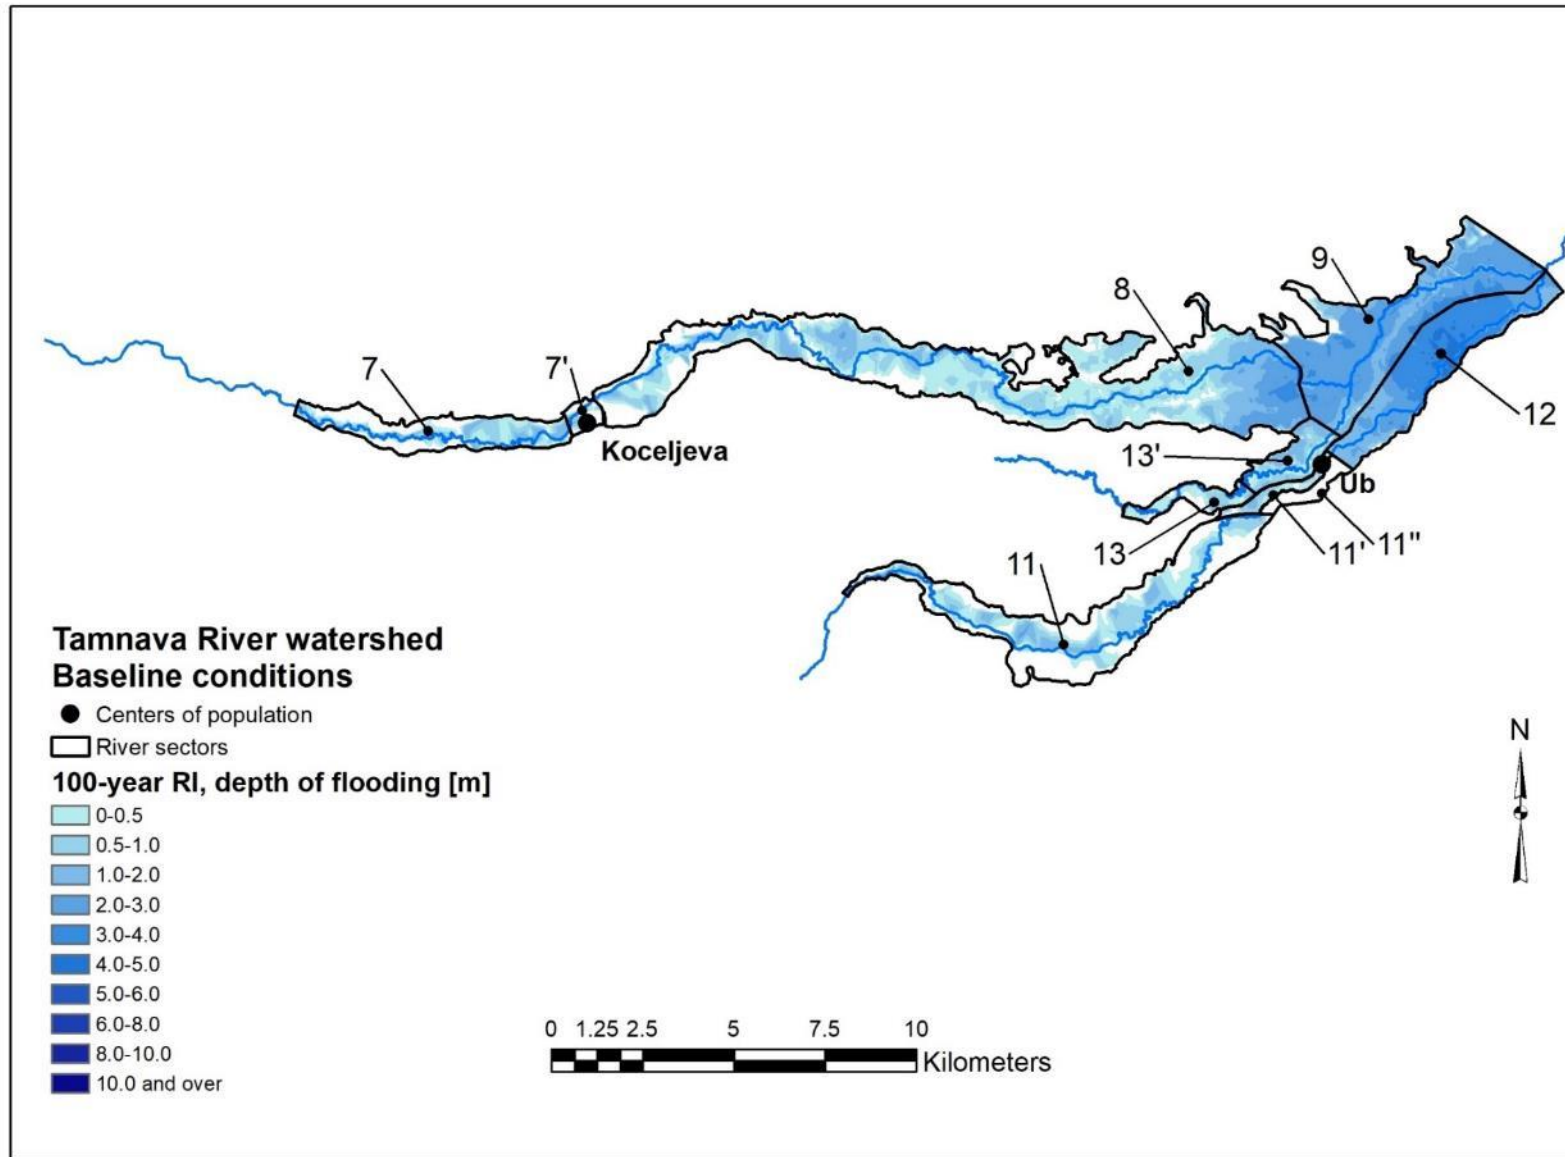 9
8
7'
7
12
Koceljeva
13'
Ub
13
11'
11"
11
Tamnava River watershed
Baseline conditions
Centers of population
River sectors
100-year RI, depth of flooding [m]
0-0.5
0.5-1.0
1.0-2.0
2.0-3.0
3.0-4.0
4.0-5.0
5.0-6.0
6.0-8.0
8.0-10.0
10.0 and over
N
0 1.25 2.5 5 7.5 10
Kilometers